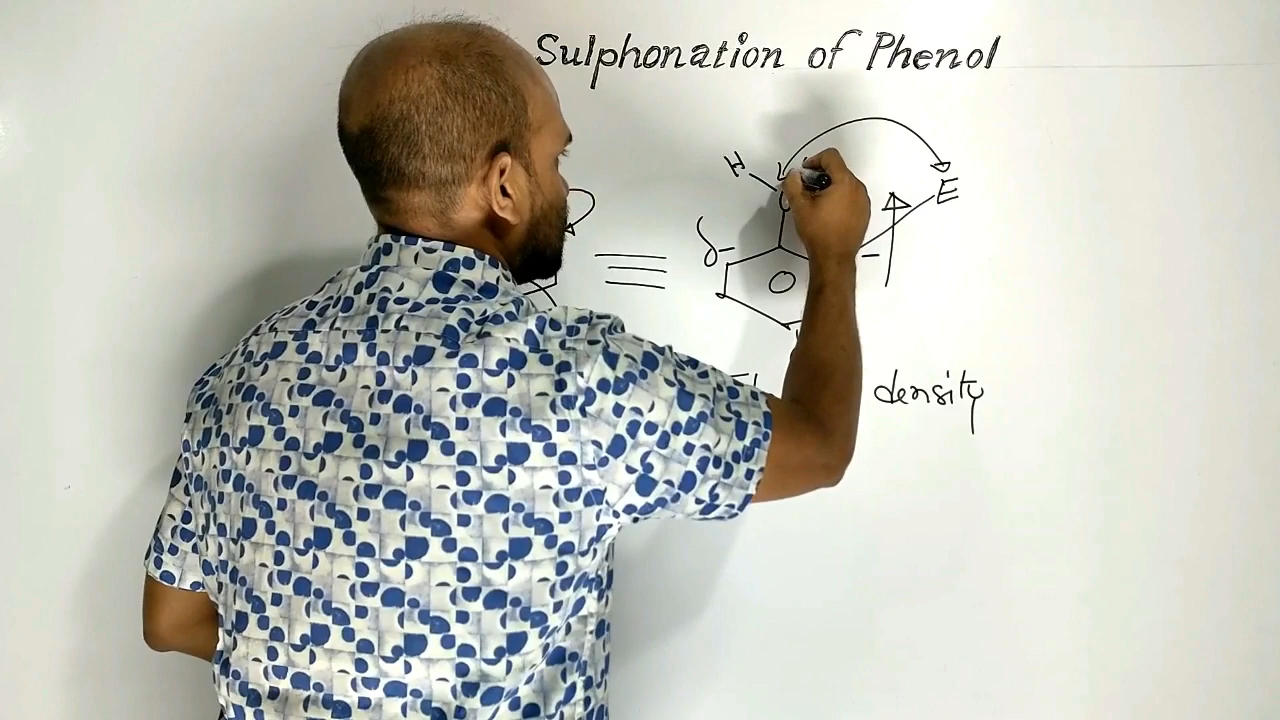 Sulphonation of Phenol
H
E
δ-
-
density